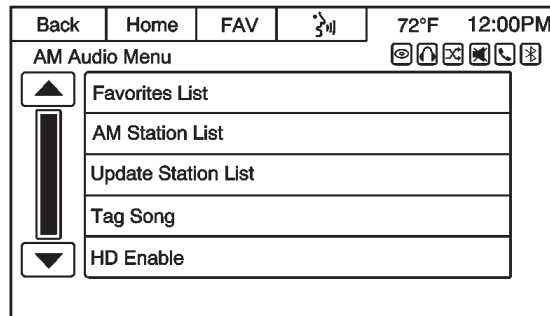 Back Home FAV 72°F 12:00PM
AM Audio Menu
Favorites List
AM Station List
Update Station List
Tag Song
HD Enable